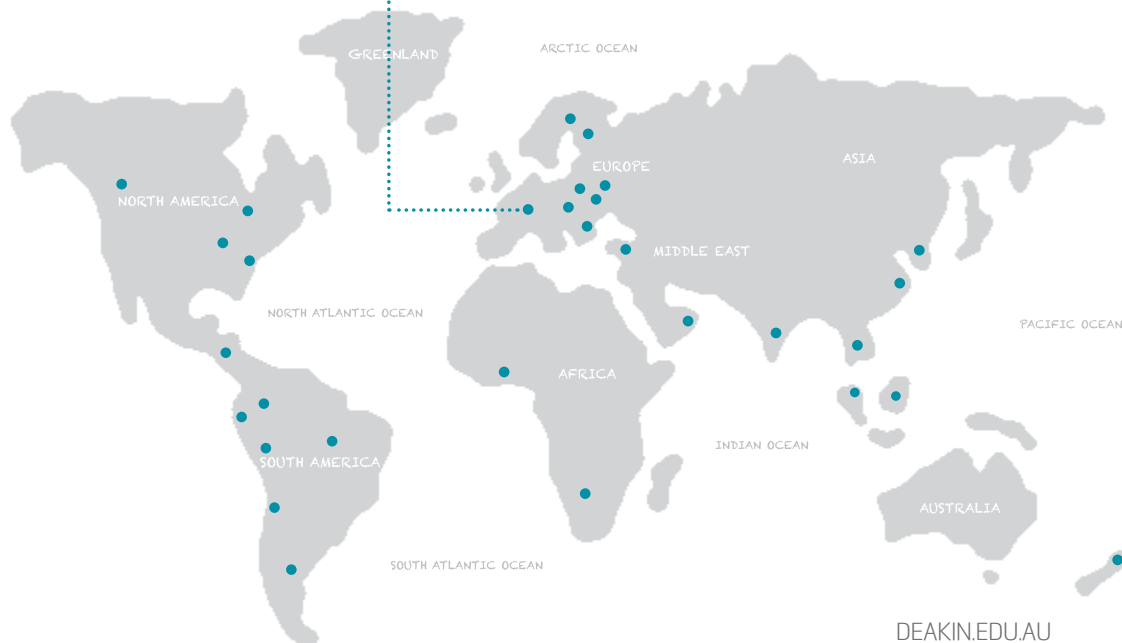 ARCTIC OCEAN
GREENLAND
ASIA
EUROPE
NORTH AMERICA
MIDDLE EAST
NORTH ATLANTIC OCEAN
PACIFIC OCEAN
AFRICA
INDIAN OCEAN
SOUTH AMERICA
AUSTRALIA
SOUTH ATLANTIC OCEAN
DEAKIN.EDU.AU